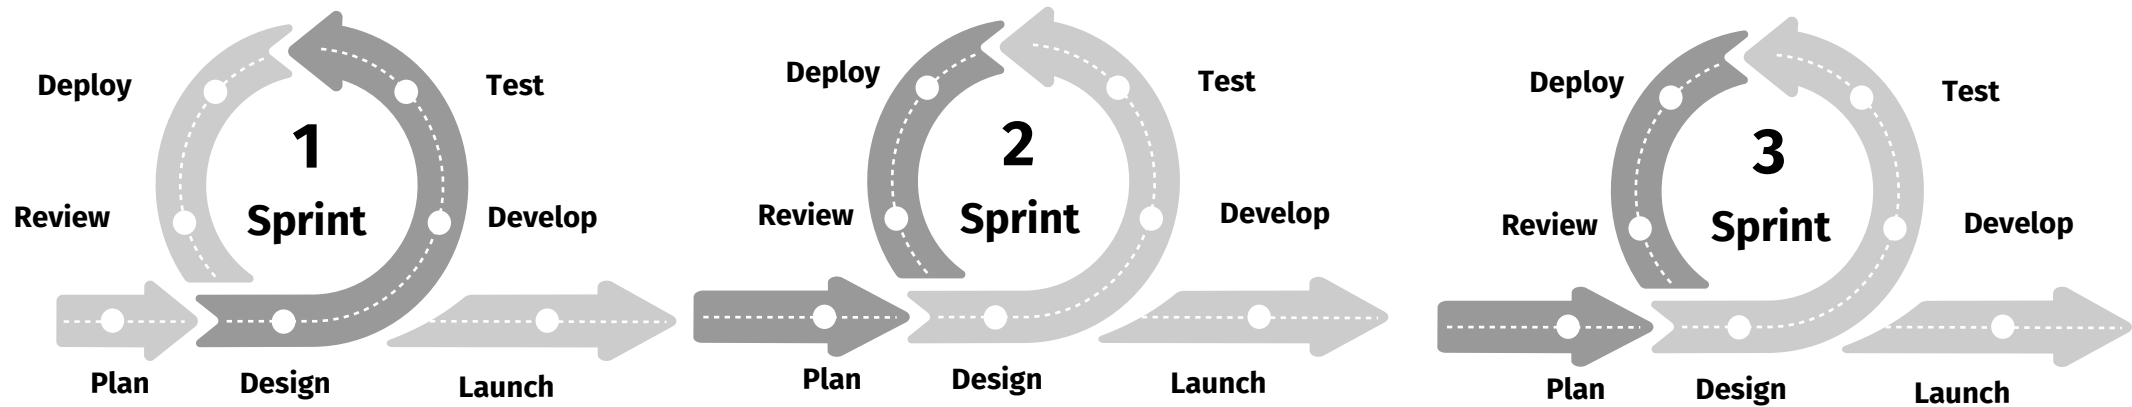 Deploy
Test
1
Sprint
Review
Develop
Plan
Design
Launch
Deploy
Test
2
Sprint
Review
Develop
Plan
Design
Launch
Deploy
Test
3
Sprint
Review
Develop
Plan
Design
Launch